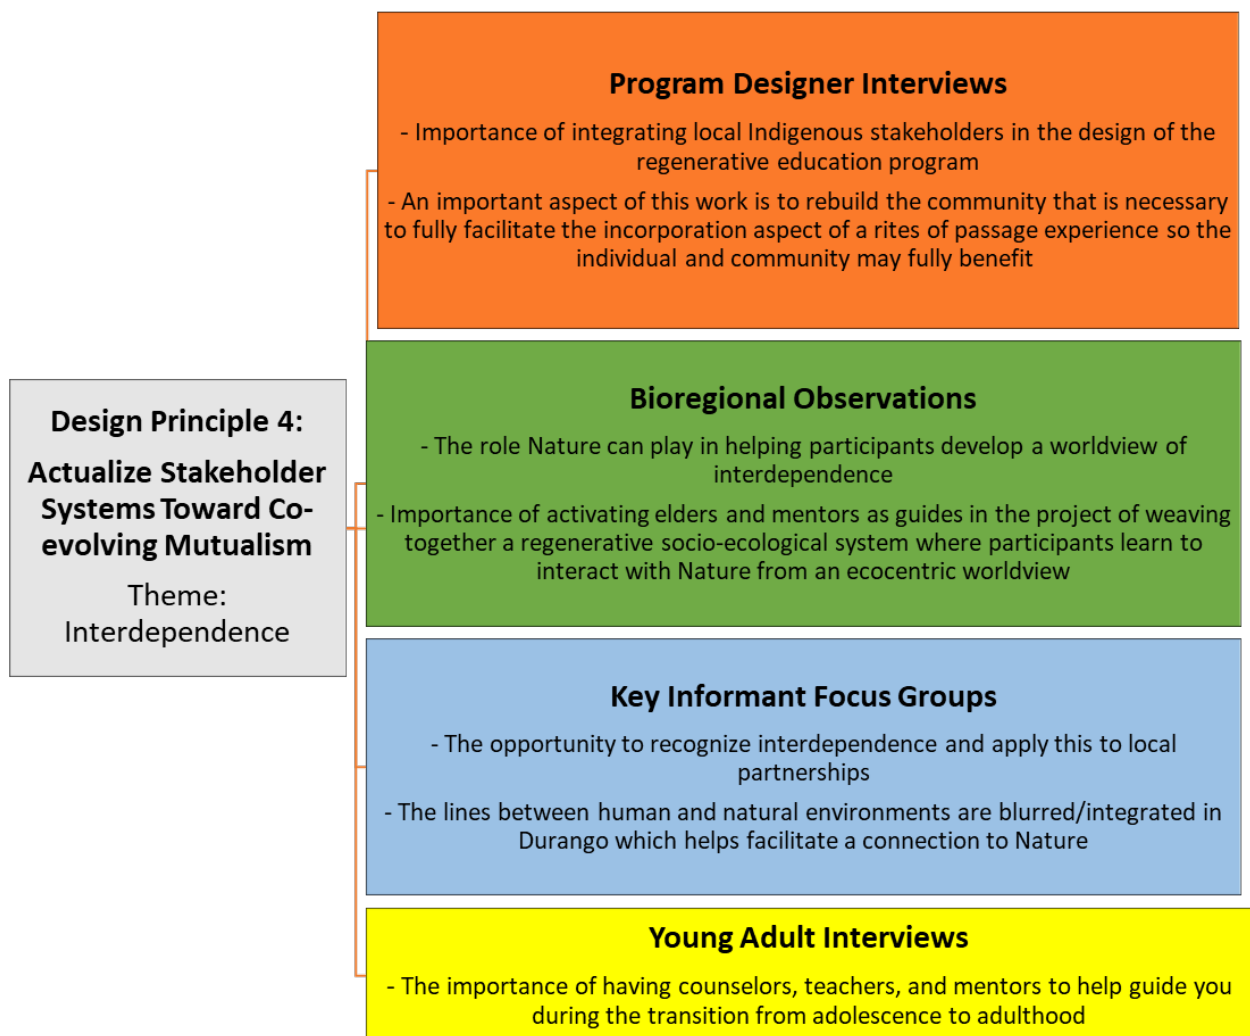 Design Principle 4:
Actualize Stakeholder
Systems Toward Co-
evolving Mutualism
Theme:
Interdependence
Program Designer Interviews
- Importance of integrating local Indigenous stakeholders in the design of the
regenerative education program
- An important aspect of this work is to rebuild the community that is necessary
to fully facilitate the incorporation aspect of a rites of passage experience so the
individual and community may fully benefit
Bioregional Observations
- The role Nature can play in helping participants develop a worldview of
interdependence
- Importance of activating elders and mentors as guides in the project of weaving
together a regenerative socio-ecological system where participants learn to
interact with Nature from an ecocentric worldview
Key Informant Focus Groups
- The opportunity to recognize interdependence and apply this to local
partnerships
- The lines between human and natural environments are blurred/integrated in
Durango which helps facilitate a connection to Nature
Young Adult Interviews
- The importance of having counselors, teachers, and mentors to help guide you
during the transition from adolescence to adulthood